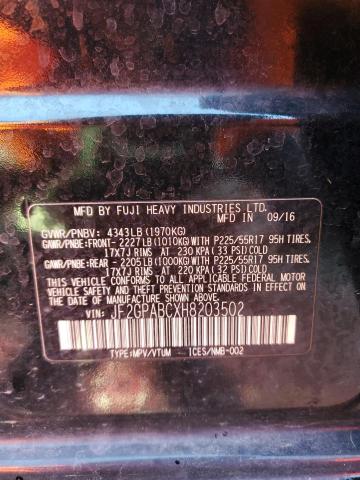 MFD BY FUJI HEAVY INDUSTRIES LTD.
MFD IN 09/16
GVWR/PNBV: 4343LB(1970KG)
GAWR/PNBE:FRONT- 2227LB(1010KG)WITH P225/55R17 95H TIRES,
17X7J RIMS AT 230 KPA(33 PSI)COLD
GAWR/PNBE:REAR - 2205LB(1000KG)WITH P225/55R17 95H TIRES,
17X7J RIMS AT 220 KPA(32 PSI)COLD
THIS VEHICLE CONFORMS TO ALL APPLICABLE FEDERAL MOTOR
VEHICLE SAFETY STANDARDS IN EFFECT ON THE DATE OF
MANUFACTURE SHOWN ABOVE.
VIN: JF2GPABCXH8203502
TYPE:MPV/VTUM ICES/NMB-002